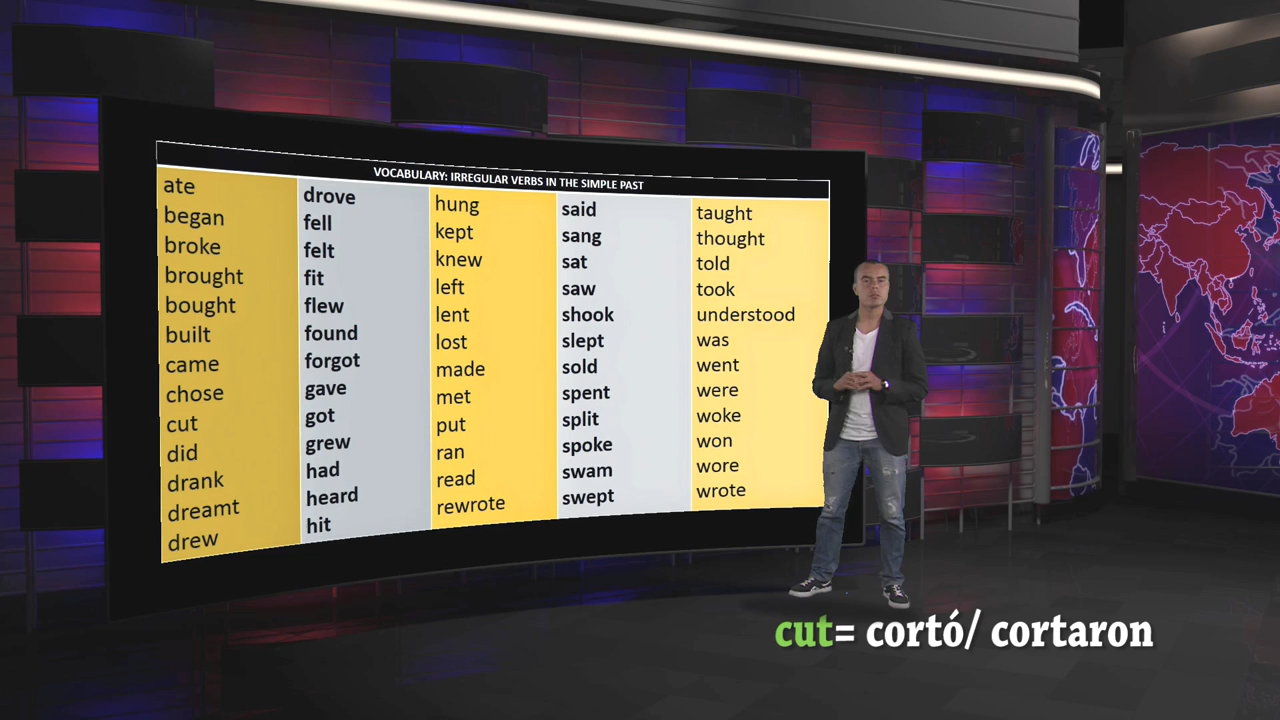 VOCABULARY: IRREGULAR VERBS IN THE SIMPLE PAST
ate
began
broke
brought
bought
built
came
chose
cut
did
drank
dreamt
drew
drove
fell
felt
fit
flew
found
forgot
gave
got
grew
had
heard
hit
hung
kept
knew
left
lent
lost
made
met
put
ran
read
rewrote
said
sang
sat
saw
shook
slept
sold
spent
split
spoke
swam
swept
taught
thought
told
took
understood
was
went
were
woke
won
wore
wrote
cut= cortó/ cortaron